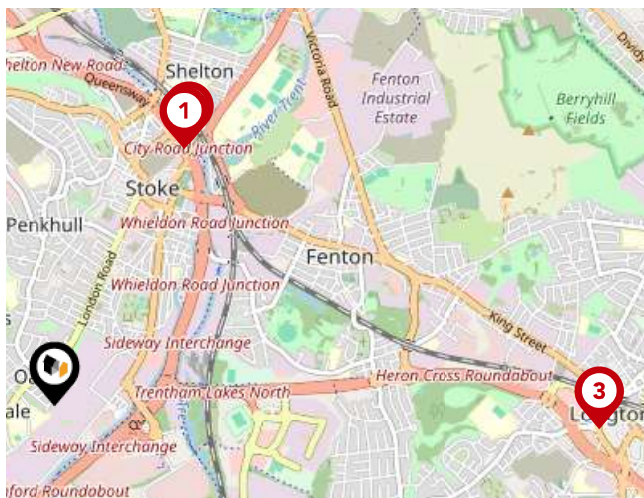 Shelton New Road
Queensway
Shelton
1
City Road Junction
Stoke
Penkhull
River Trent
Victoria Road
Fenton
Industrial
Estate
Berryhill
Fields
Whieldon Road Junction
Fenton
London Road
Whieldon Road Junction
Sideway Interchange
King Street
Trentham Lakes North
Heron Cross Roundabout
3
Longton
Sideway Interchange